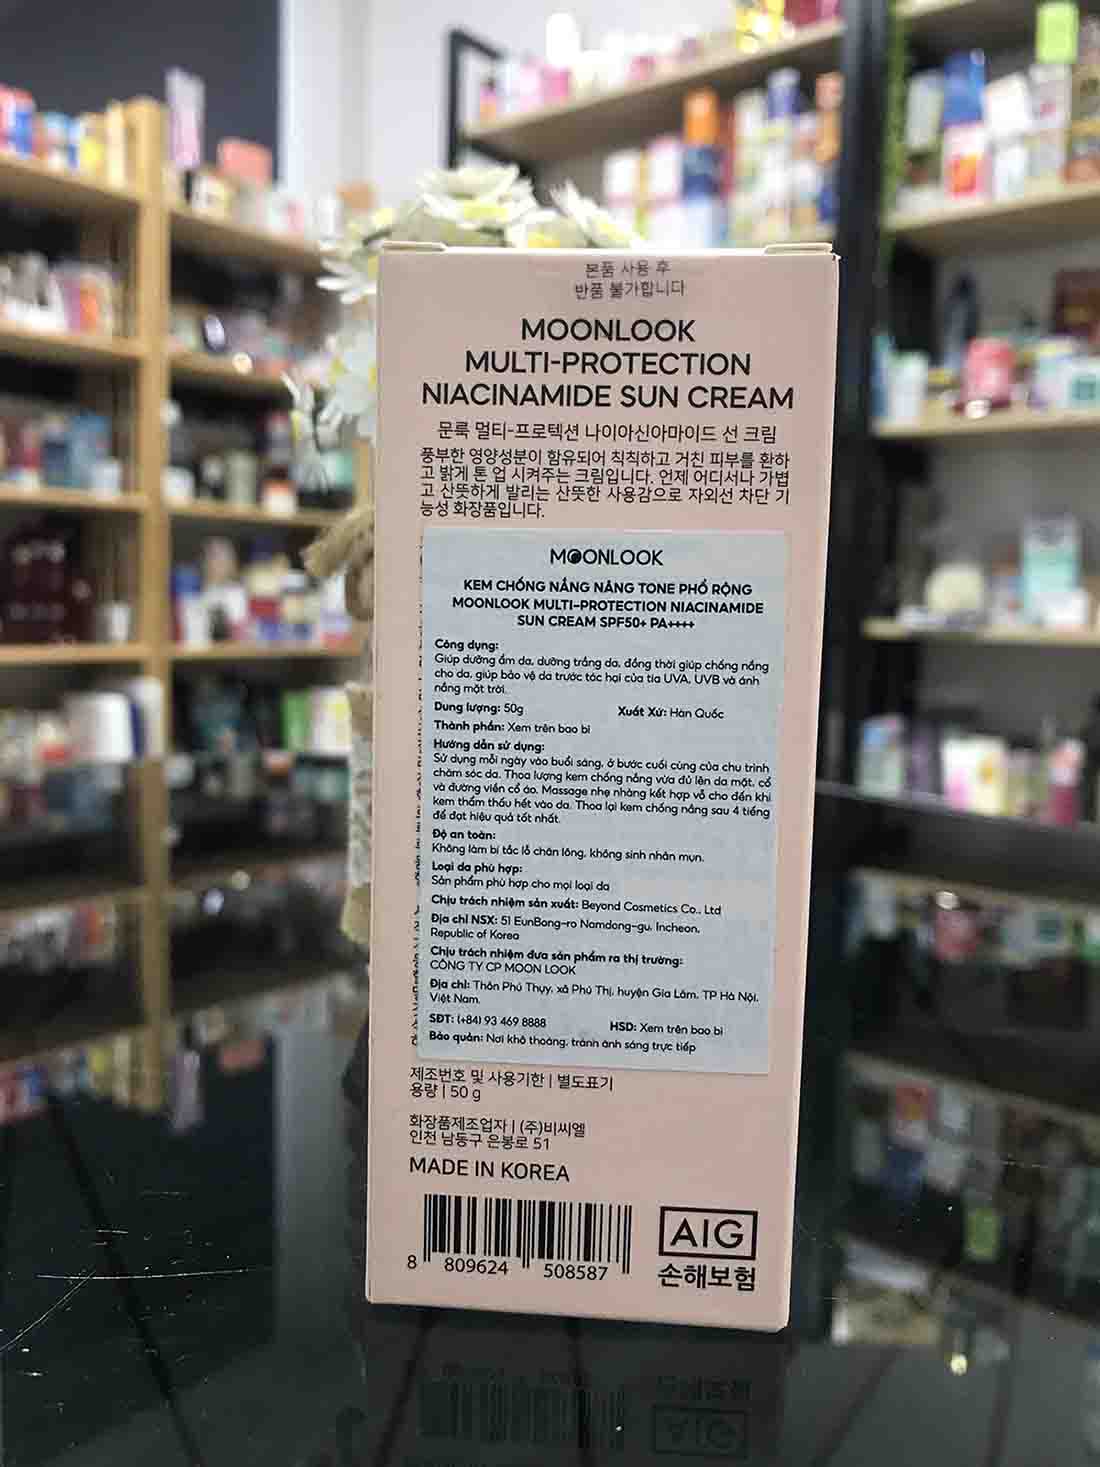 본품 사용 후
반품 불가합니다
MOONLOOK
MULTI-PROTECTION
NIACINAMIDE SUN CREAM
문룩 멀티-프로텍션 나이아신아마이드 선 크림
풍부한 영양성분이 함유되어 칙칙하고 거친 피부를 환하
고 밝게 톤 업 시켜주는 크림입니다. 언제 어디서나 가볍
고 산뜻하게 발리는 산뜻한 사용감으로 자외선 차단 기
능성 화장품입니다.
MOONLOOK
KEM CHỐNG NẮNG NÂNG TONE PHỔ RỘNG
MOONLOOK MULTI-PROTECTION NIACINAMIDE
SUN CREAM SPF50+ PA++++
Công dụng:
Giúp dưỡng ẩm da, dưỡng trắng da, đồng thời giúp chống nắng
cho da, giúp bảo vệ da trước tóc hại của tia UVA, UVB và ánh
nắng mặt trời.
Dung lượng: 50g Xuất Xứ: Hàn Quốc
Thành phần: Xem trên bao bì
Hướng dẫn sử dụng:
Sử dụng mỗi ngày vào buổi sáng, ở bước cuối cùng của chu trình
chăm sóc da. Thoa lượng kem chống nắng vừa đủ lên da mặt, cổ
và đường viền cổ áo. Massage nhẹ nhàng kết hợp vỗ cho đến khi
kem thẩm thấu hết vào da. Thoa lại kem chống nắng sau 4 tiếng
để đạt hiệu quả tốt nhất.
Độ an toàn:
Không làm bí tắc lỗ chân lông, không sinh nhân mụn.
Loại da phù hợp:
Sản phẩm phù hợp cho mọi loại da
Chịu trách nhiệm sản xuất: Beyond Cosmetics Co., Ltd
Địa chỉ NSX: 51 EunBong-ro Namdong-gu, Incheon,
Republic of Korea
Chịu trách nhiệm đưa sản phẩm ra thị trường:
CÔNG TY CP MOON LOOK
Địa chỉ: Thôn Phú Thụy, xã Phú Thị, huyện Gia Lâm, TP Hà Nội,
Việt Nam.
SĐT: (+84) 93 469 8888 HSD: Xem trên bao bì
Bảo quản: Nơi khô thoáng, tránh ánh sáng trực tiếp
제조번호 및 사용기한 | 별도표기
용량 | 50 g
화장품제조업자 | (주)비씨엘
인천 남동구 은봉로 51
MADE IN KOREA
8 809624 508587
AIG
손해보험